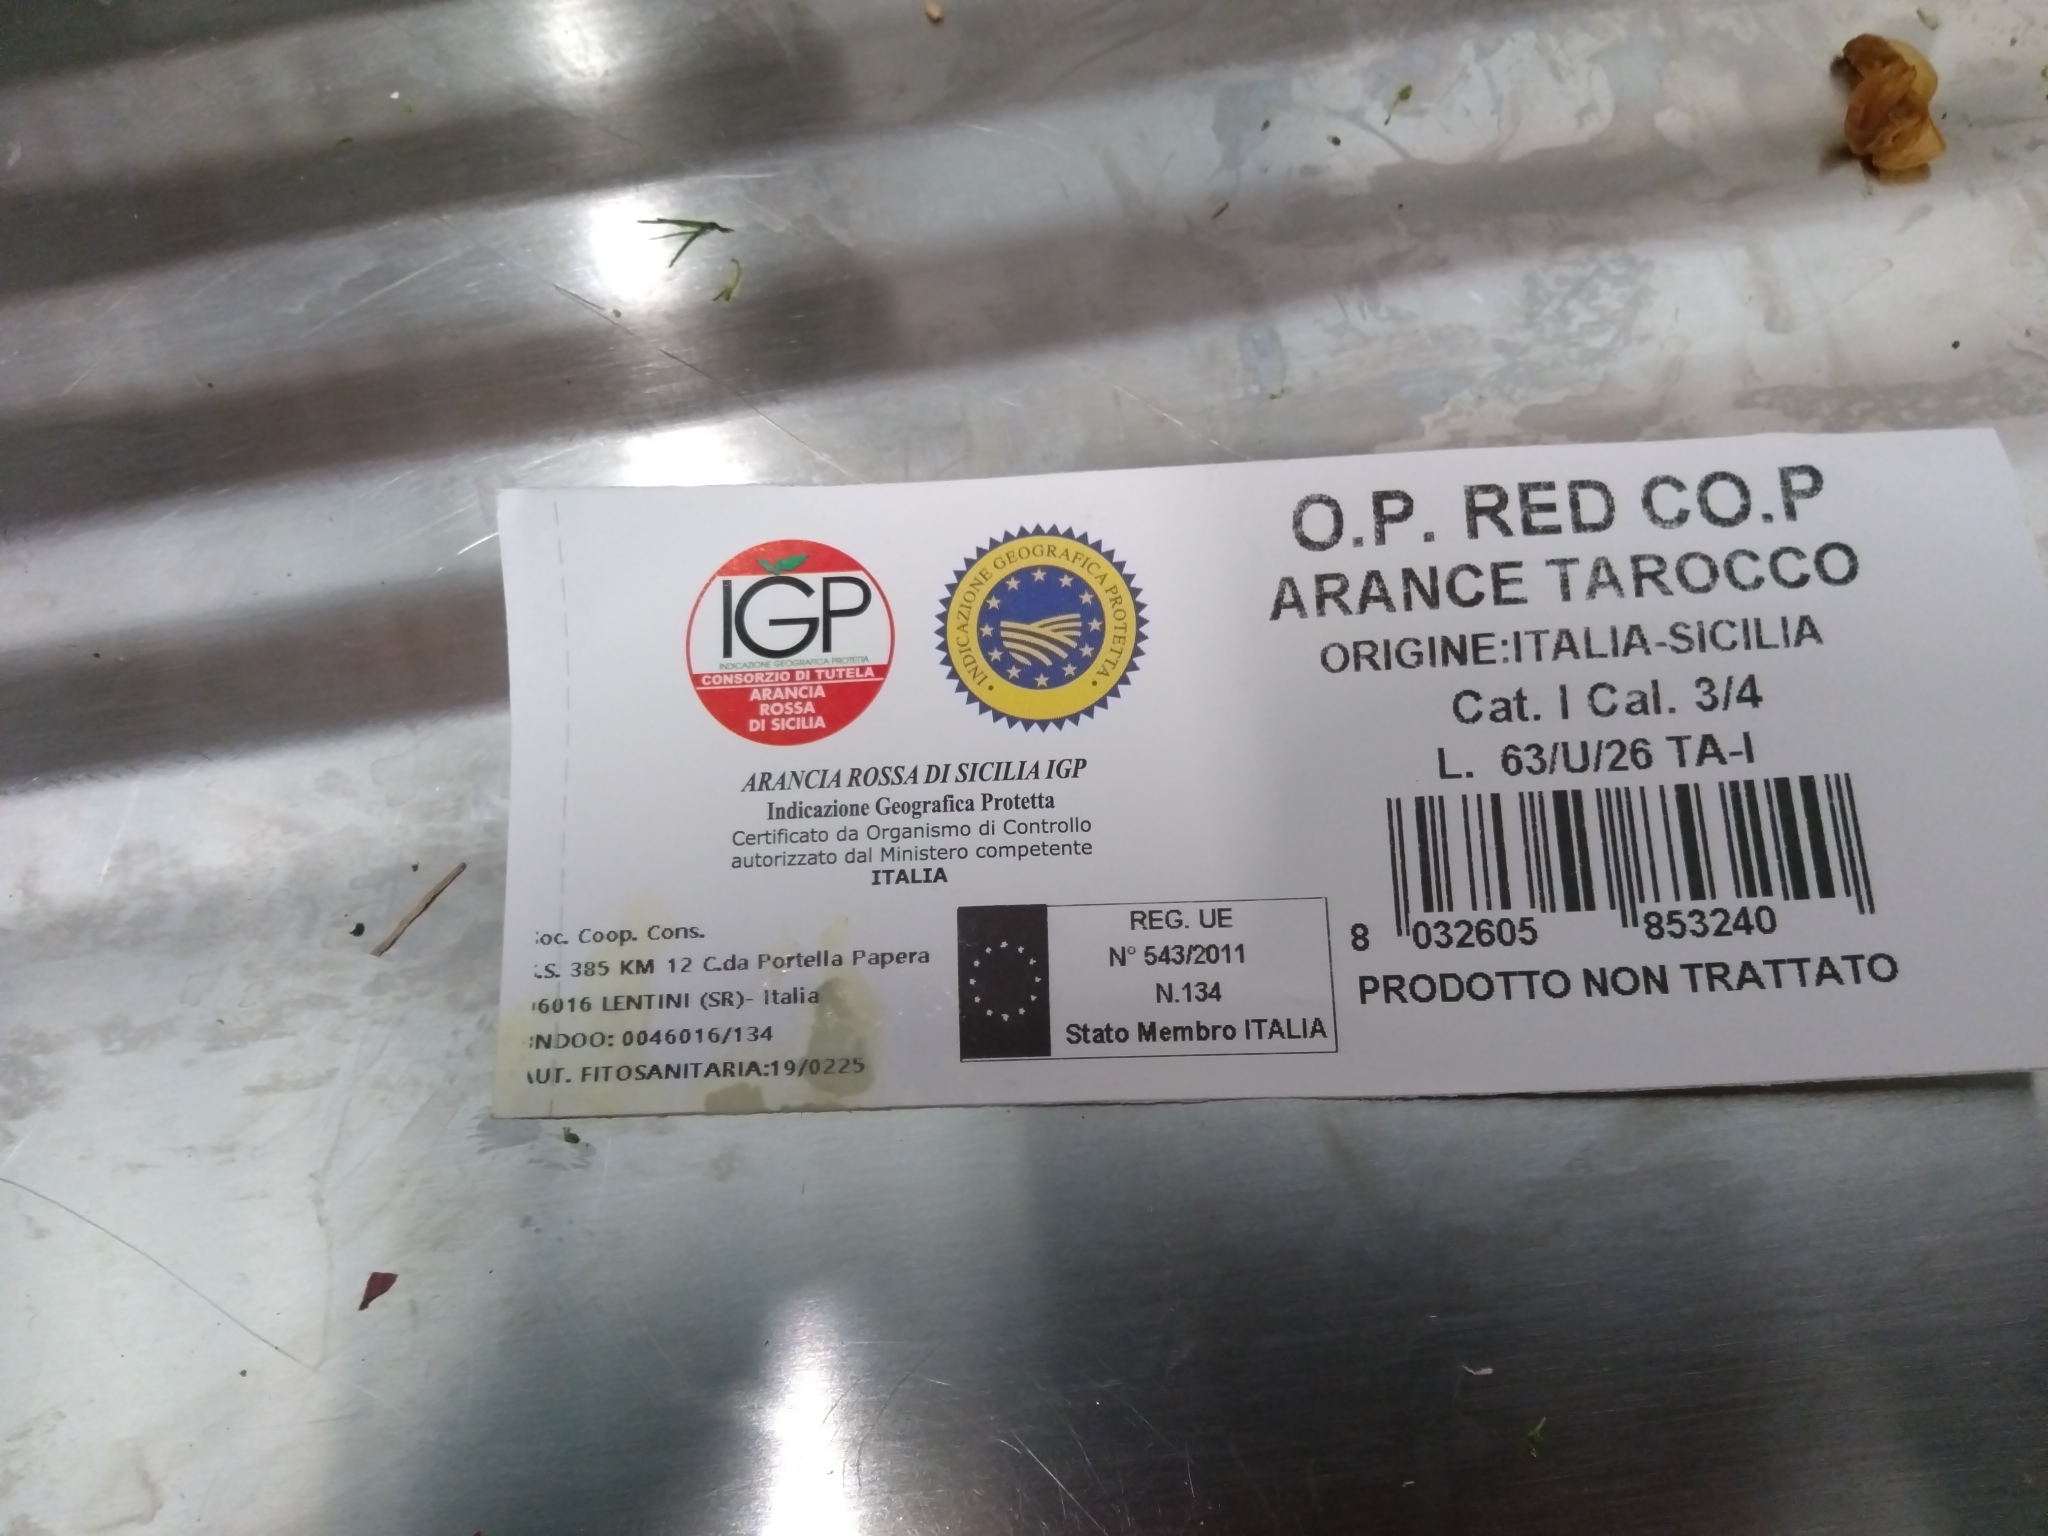 IGP
INDICAZIONE GEOGRAFICA PROTETTA
CONSORZIO DI TUTELA
ARANCIA
ROSSA
DI SICILIA
INDICAZIONE GEOGRAFICA PROTETTA
ARANCIA ROSSA DI SICILIA IGP
Indicazione Geografica Protetta
Certificato da Organismo di Controllo
autorizzato dal Ministero competente
ITALIA
oc. Coop. Cons.
.S. 385 KM 12 C.da Portella Papera
6016 LENTINI (SR)- Italia
NDOO: 0046016/134
UT. FITOSANITARIA:19/0225
REG. UE
N° 543/2011
N.134
Stato Membro ITALIA
O.P. RED CO.P
ARANCE TAROCCO
ORIGINE:ITALIA-SICILIA
Cat. I Cal. 3/4
L. 63/U/26 TA-I
8 032605 853240
PRODOTTO NON TRATTATO